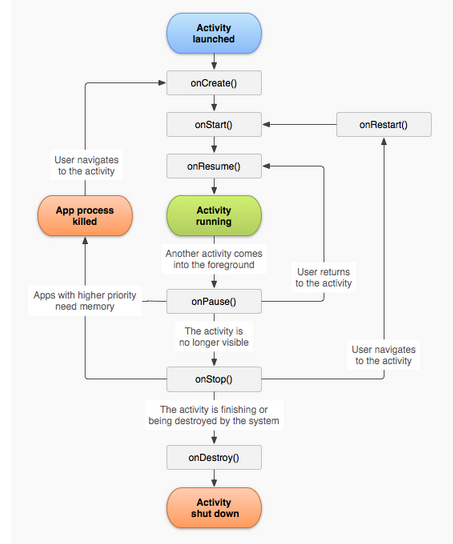 Activity
launched
onCreate()
onStart()
onRestart()
onResume()
User navigates
to the activity
App process
killed
Activity
running
Another activity comes
into the foreground
User returns
to the activity
Apps with higher priority
need memory
onPause()
The activity is
no longer visible
User navigates
to the activity
onStop()
The activity is finishing or
being destroyed by the system
onDestroy()
Activity
shut down